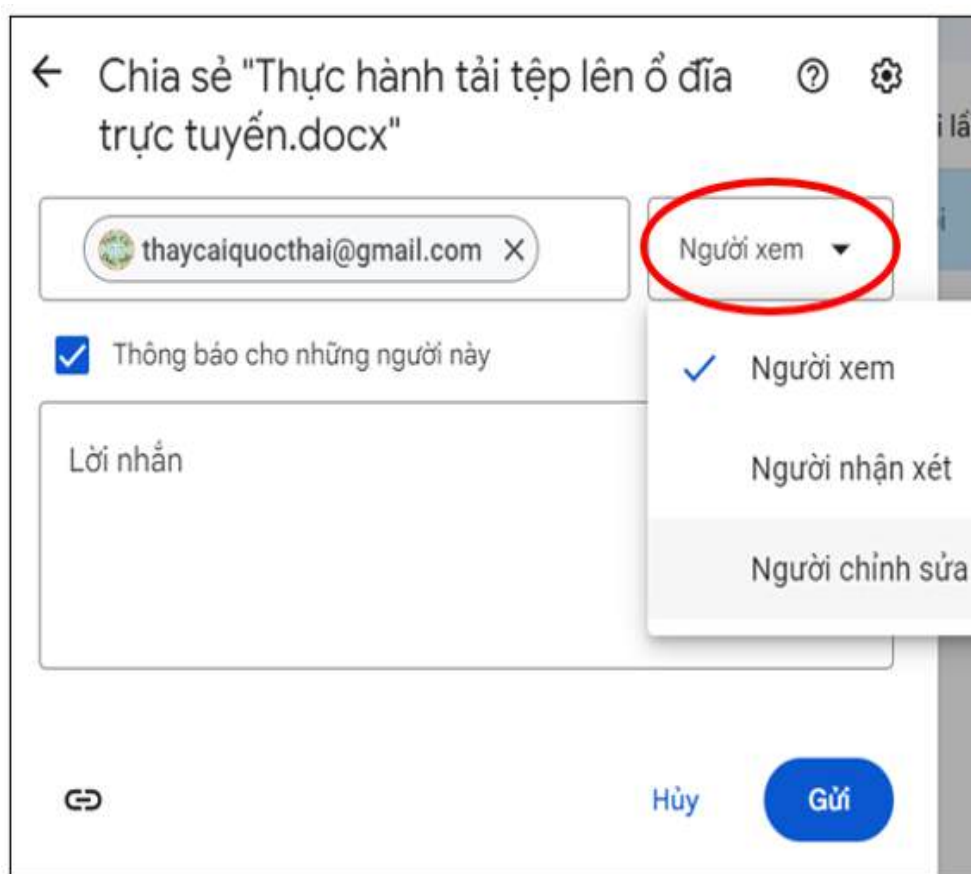 Chia sẻ "Thực hành tải tệp lên ổ đĩa
trực tuyến.docx"
thaycaiquocthai@gmail.com
Người xem
Thông báo cho những người này
Người xem
Lời nhắn
Người nhận xét
Người chỉnh sửa
Hủy
Gửi